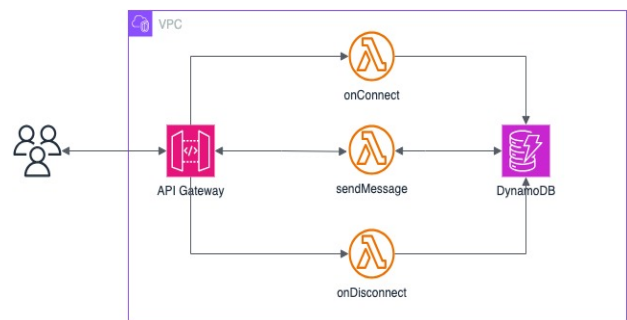 VPC
onConnect
API Gateway
sendMessage
DynamoDB
onDisconnect